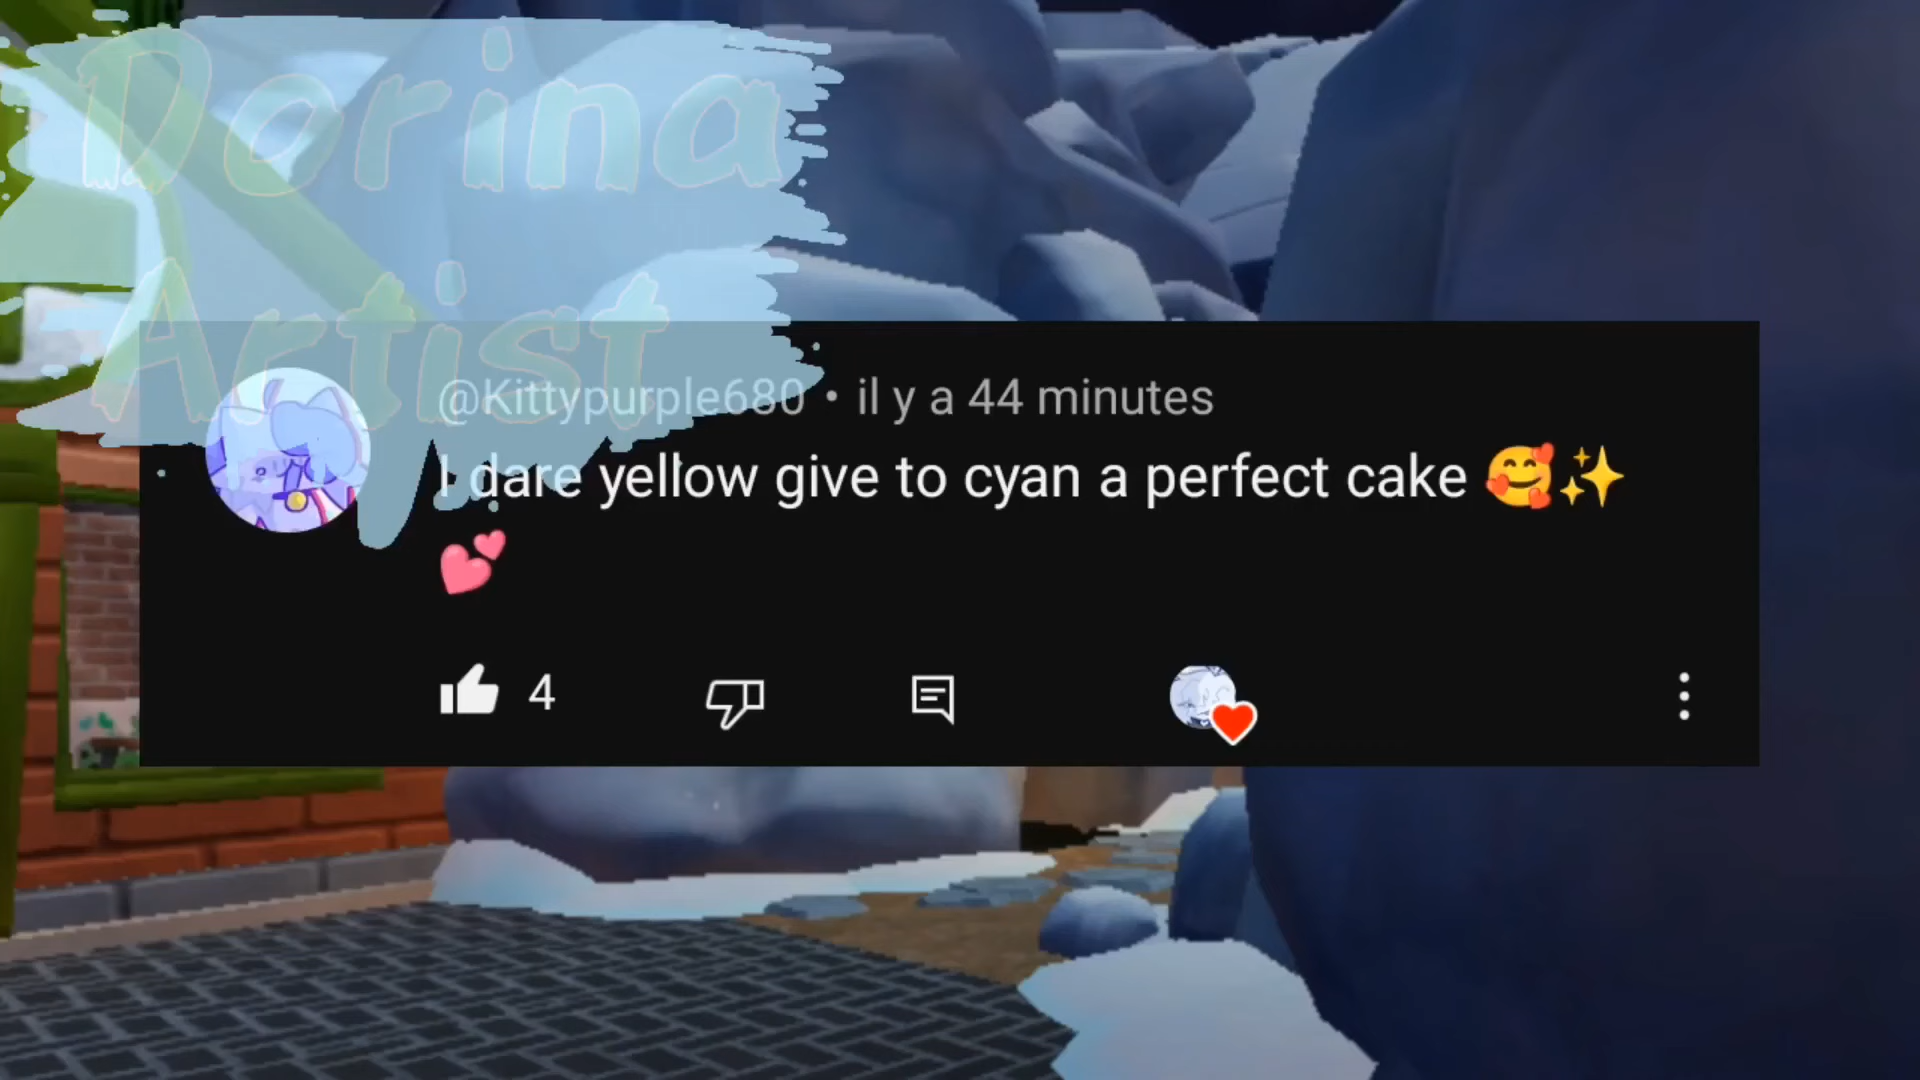 Dorina
Artist
@Kittypurple680 • il y a 44 minutes
I dare yellow give to cyan a perfect cake 🥰✨
💕
4